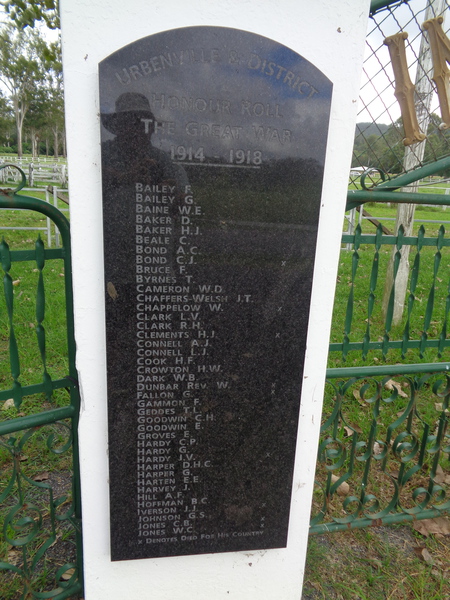 URBENVILLE & DISTRICT
HONOUR ROLL
THE GREAT WAR
1914 - 1918
BAILEY F.
BAILEY G.
BAINE W.E.
BAKER D.
BAKER H.J.
BEALE C.
BOND A.C.
BOND C.J. X
BRUCE F.
BYRNES T.
CAMERON W.D.
CHAFFERS-WELSH J.T.
CHAPPELOW W.
CLARK L.V.
CLARK R.H.
CLEMENTS H.J. X
CONNELL A.J.
CONNELL L.J.
COOK H.F.
CROWTON H.W.
DARK W.B.
DUNBAR REV. W. X
FALLON G. X
GAMMON F.
GEDDES T.L.
GOODWIN C.H.
GOODWIN E.
GROVES E.
HARDY C.P.
HARDY G.
HARDY J.V.
HARPER D.H.C.
HARPER G.
HARTEN E.E.
HARVEY J.
HILL A.F.
HOFFMAN B.C.
IVERSON J.J.
JOHNSON G.S. X
JONES C.B. X
JONES W.C.
X DENOTES DIED FOR HIS COUNTRY